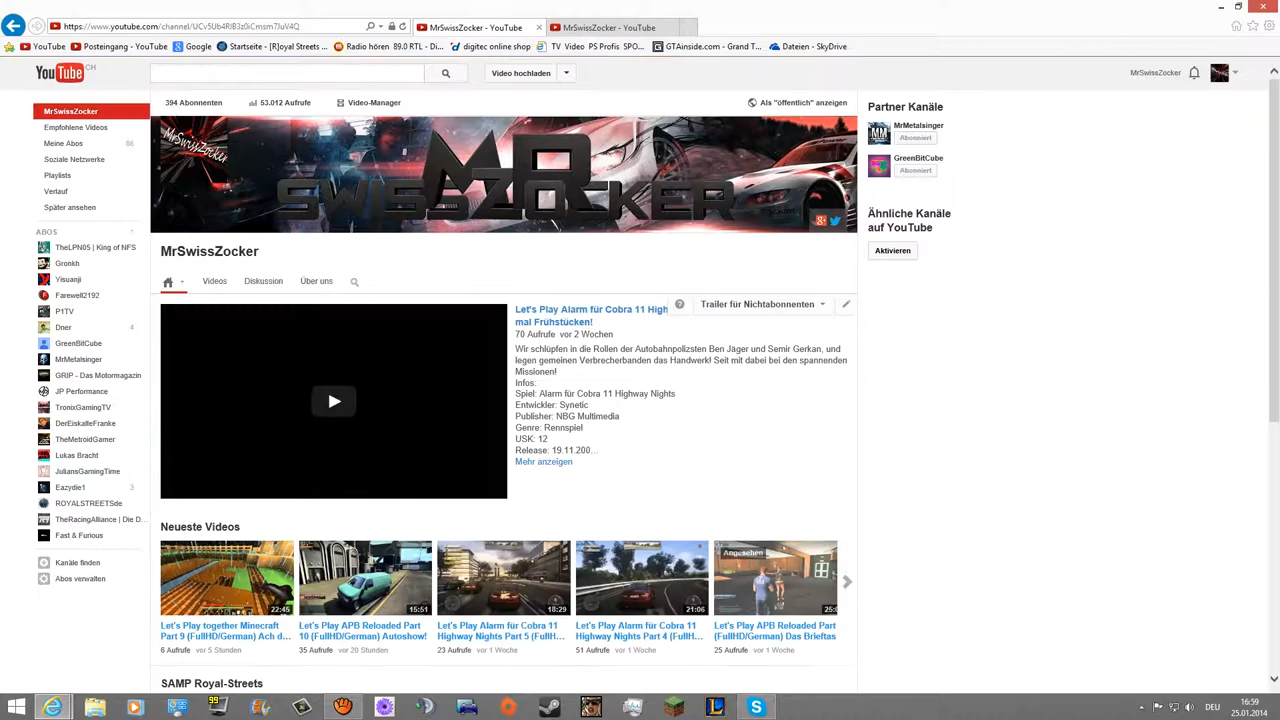 https://www.youtube.com/channel/
MrSwissZocker - YouTube
MrSwissZocker - YouTube
YouTube
Posteingang - YouTube
Google
Startseite - [R]oyal Streets ...
Radio hören 89.0 RTL - Di...
digitec online shop
TV Video PS Profis SPO...
GTAinside.com - Grand T...
Dateien - SkyDrive
YouTube CH
Video hochladen
MrSwissZocker
MrSwissZocker
Empfohlene Videos
Meine Abos 86
Soziale Netzwerke
Playlists
Verlauf
Später ansehen
ABOS
TheLPN05 | King of NFS
Gronkh
Yisuanji
Farewell2192
P1TV
Dner 4
GreenBitCube
MrMetalsinger
GRIP - Das Motormagazin
JP Performance
TronixGamingTV
DerEiskalteFranke
TheMetroidGamer
Lukas Bracht
JuliansGamingTime
Eazydie1 3
ROYALSTREETSde
TheRacingAlliance | Die D...
Fast & Furious
Kanäle finden
Abos verwalten
394 Abonnenten
53.012 Aufrufe
Video-Manager
Als "öffentlich" anzeigen
MrSwissZocker
MR
SWISSZOCKER
MrSwissZocker
Videos
Diskussion
Über uns
Let's Play Alarm für Cobra 11 High
mal Frühstücken!
Trailer für Nichtabonnenten
70 Aufrufe vor 2 Wochen
Wir schlüpfen in die Rollen der Autobahnpolizsten Ben Jäger und Semir Gerkan, und
legen gemeinen Verbrecherbanden das Handwerk! Seit mit dabei bei den spannenden
Missionen!
Infos:
Spiel: Alarm für Cobra 11 Highway Nights
Entwickler: Synetic
Publisher: NBG Multimedia
Genre: Rennspiel
USK: 12
Release: 19.11.200...
Mehr anzeigen
Neueste Videos
22:45
15:51
18:29
21:06
Angesehen
Let's Play together Minecraft
Part 9 (FullHD/German) Ach d...
6 Aufrufe vor 5 Stunden
Let's Play APB Reloaded Part
10 (FullHD/German) Autoshow!
35 Aufrufe vor 20 Stunden
Let's Play Alarm für Cobra 11
Highway Nights Part 5 (FullH...
23 Aufrufe vor 1 Woche
Let's Play Alarm für Cobra 11
Highway Nights Part 4 (FullH...
51 Aufrufe vor 1 Woche
Let's Play APB Reloaded Part
(FullHD/German) Das Brieftas
25 Aufrufe vor 1 Woche
SAMP Royal-Streets
Partner Kanäle
MrMetalsinger
Abonniert
GreenBitCube
Abonniert
Ähnliche Kanäle
auf YouTube
Aktivieren
99
DEU
16:59
25.01.2014